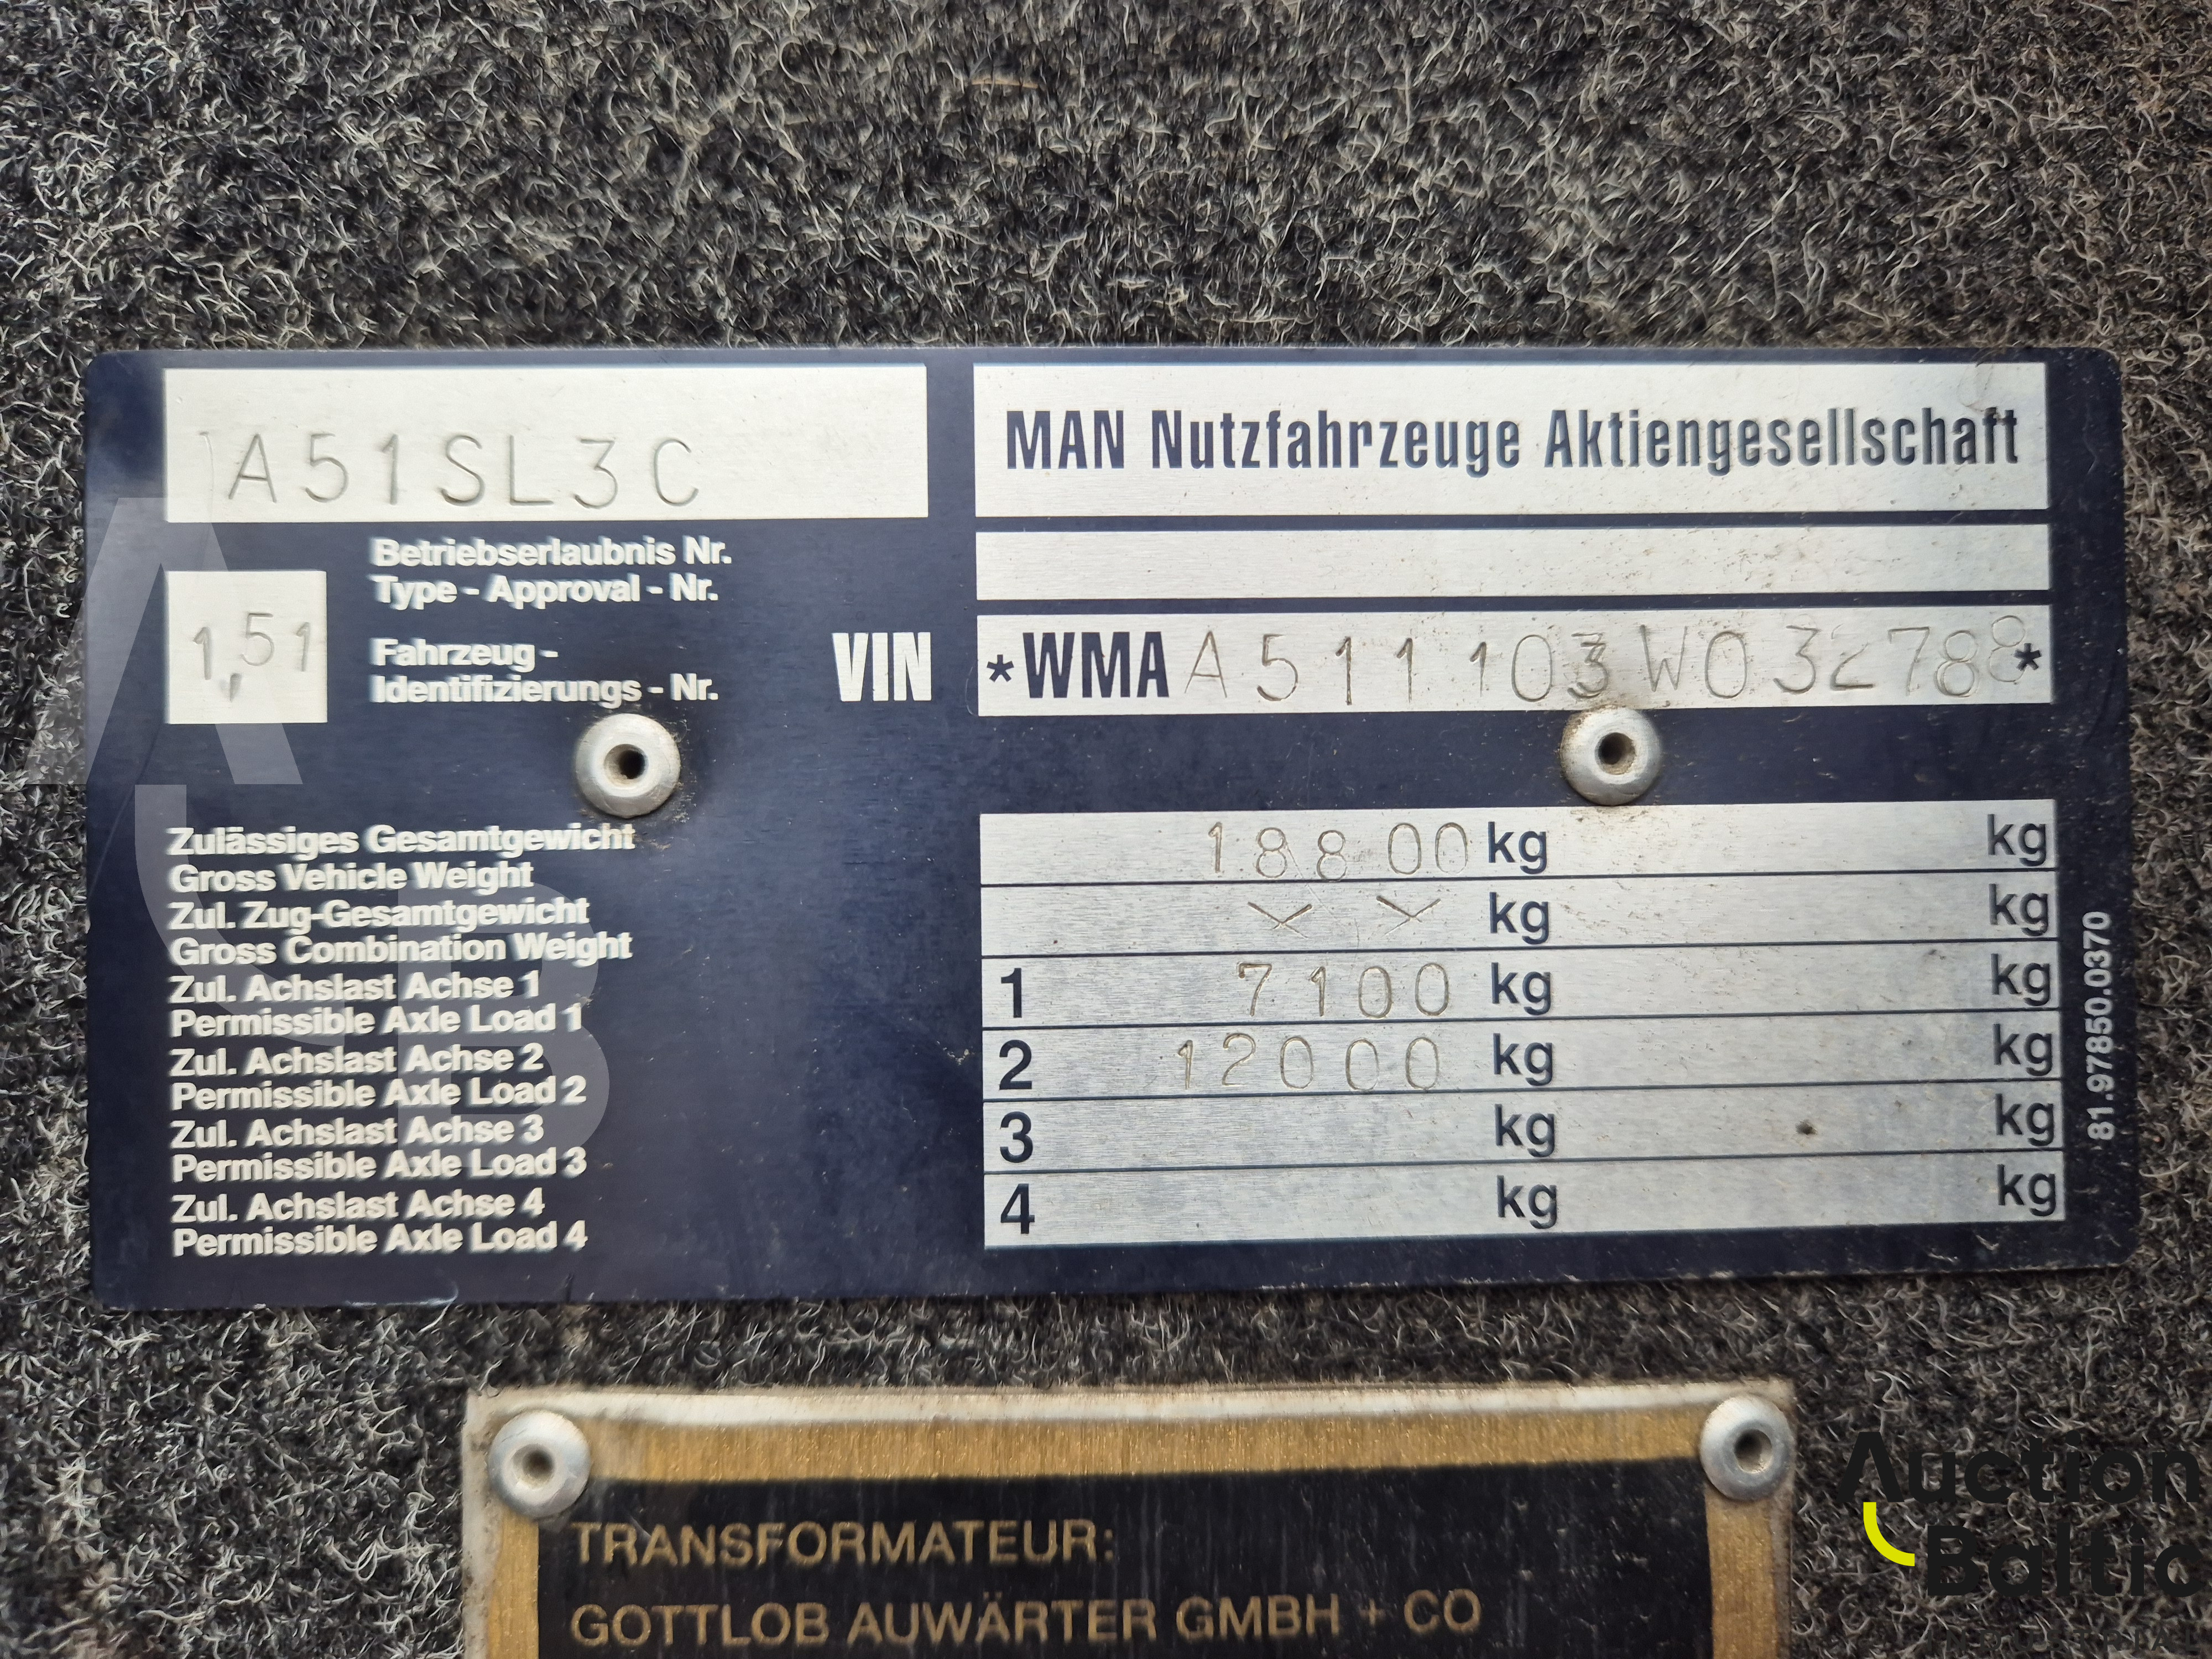 A51SL3C
MAN Nutzfahrzeuge Aktiengesellschaft
Betriebserlaubnis Nr.
Type - Approval - Nr.
1,51
Fahrzeug -
Identifizierungs - Nr.
VIN
*WMAA511103W032788*
Zulässiges Gesamtgewicht
Gross Vehicle Weight
18800 kg kg
Zul. Zug-Gesamtgewicht
Gross Combination Weight
kg kg
Zul. Achslast Achse 1
Permissible Axle Load 1
1 7100 kg kg
Zul. Achslast Achse 2
Permissible Axle Load 2
2 12000 kg kg
Zul. Achslast Achse 3
Permissible Axle Load 3
3 kg kg
Zul. Achslast Achse 4
Permissible Axle Load 4
4 kg kg
81.97850.0370
TRANSFORMATEUR:
GOTTLOB AUWÄRTER GMBH + CO
Auction
Baltic